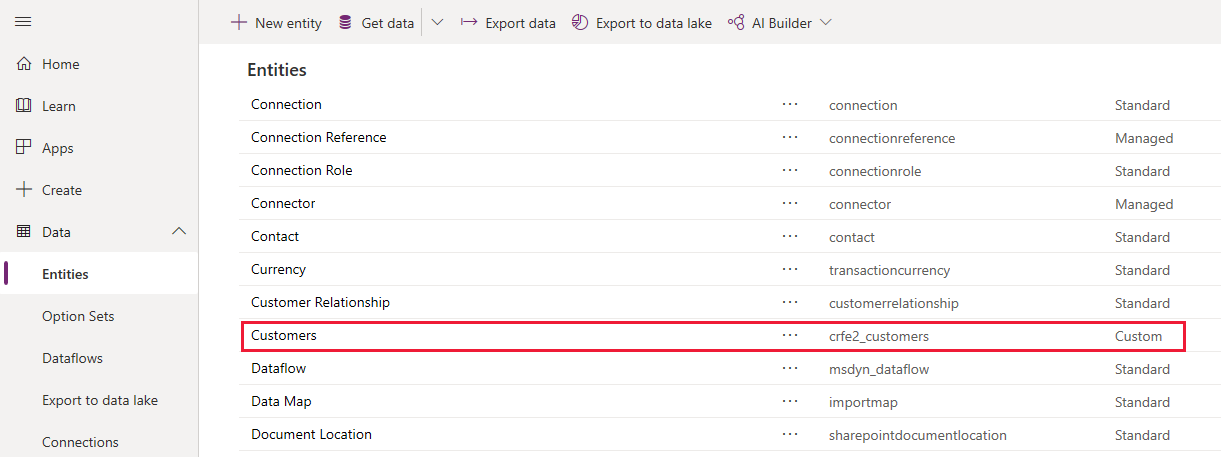 New entity Get data Export data Export to data lake AI Builder
Home
Learn
Apps
Create
Data
Entities
Option Sets
Dataflows
Export to data lake
Connections
Entities
Connection ··· connection Standard
Connection Reference ··· connectionreference Managed
Connection Role ··· connectionrole Standard
Connector ··· connector Managed
Contact ··· contact Standard
Currency ··· transactioncurrency Standard
Customer Relationship ··· customerrelationship Standard
Customers ··· crfe2_customers Custom
Dataflow ··· msdyn_dataflow Standard
Data Map ··· importmap Standard
Document Location ··· sharepointdocumentlocation Standard